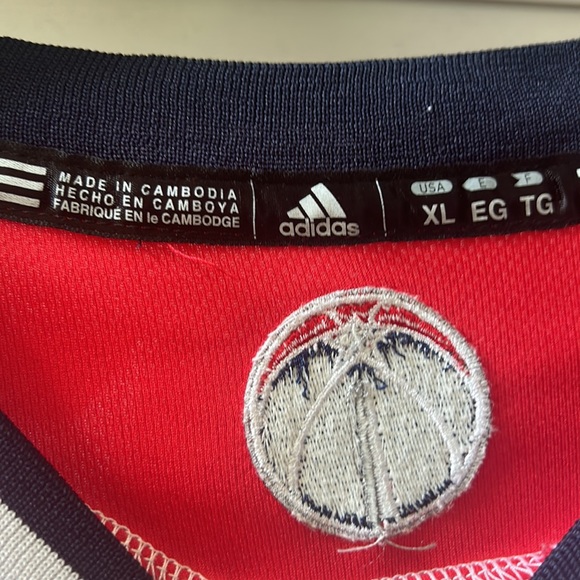 MADE IN CAMBODIA
HECHO EN CAMBOYA
FABRIQUÉ EN le CAMBODGE
adidas
USA E F
XL EG TG